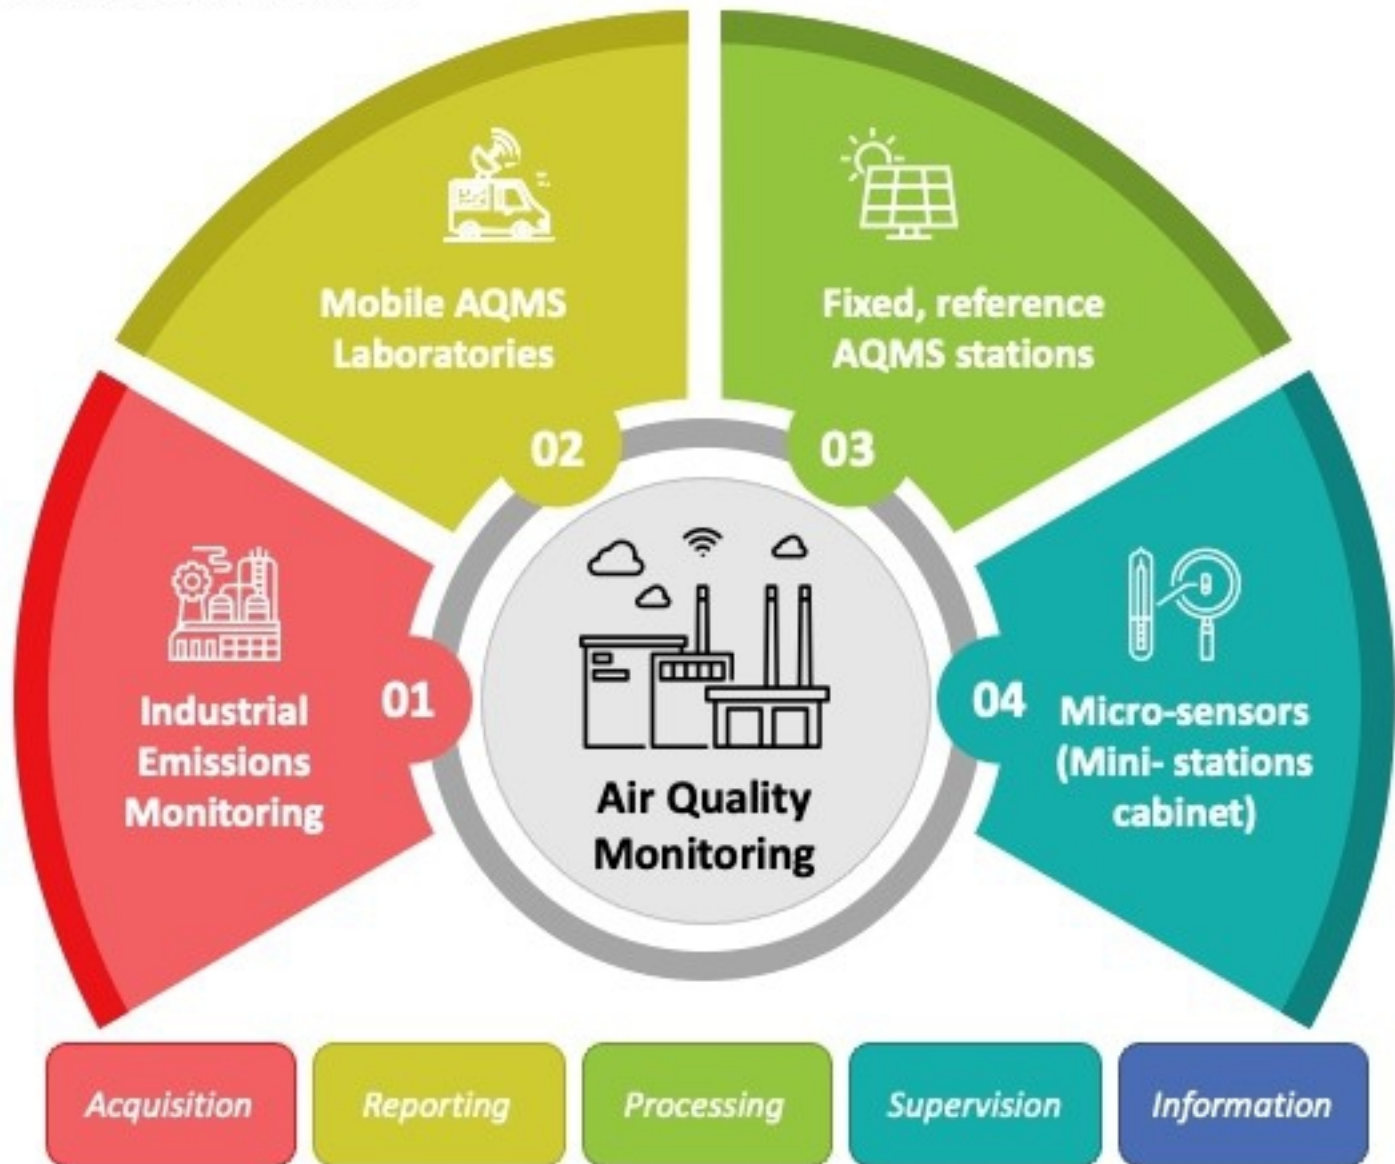 Mobile AQMS
Laboratories
02
Fixed, reference
AQMS stations
03
Industrial
Emissions
Monitoring
01
Air Quality
Monitoring
04
Micro-sensors
(Mini- stations
cabinet)
Acquisition
Reporting
Processing
Supervision
Information